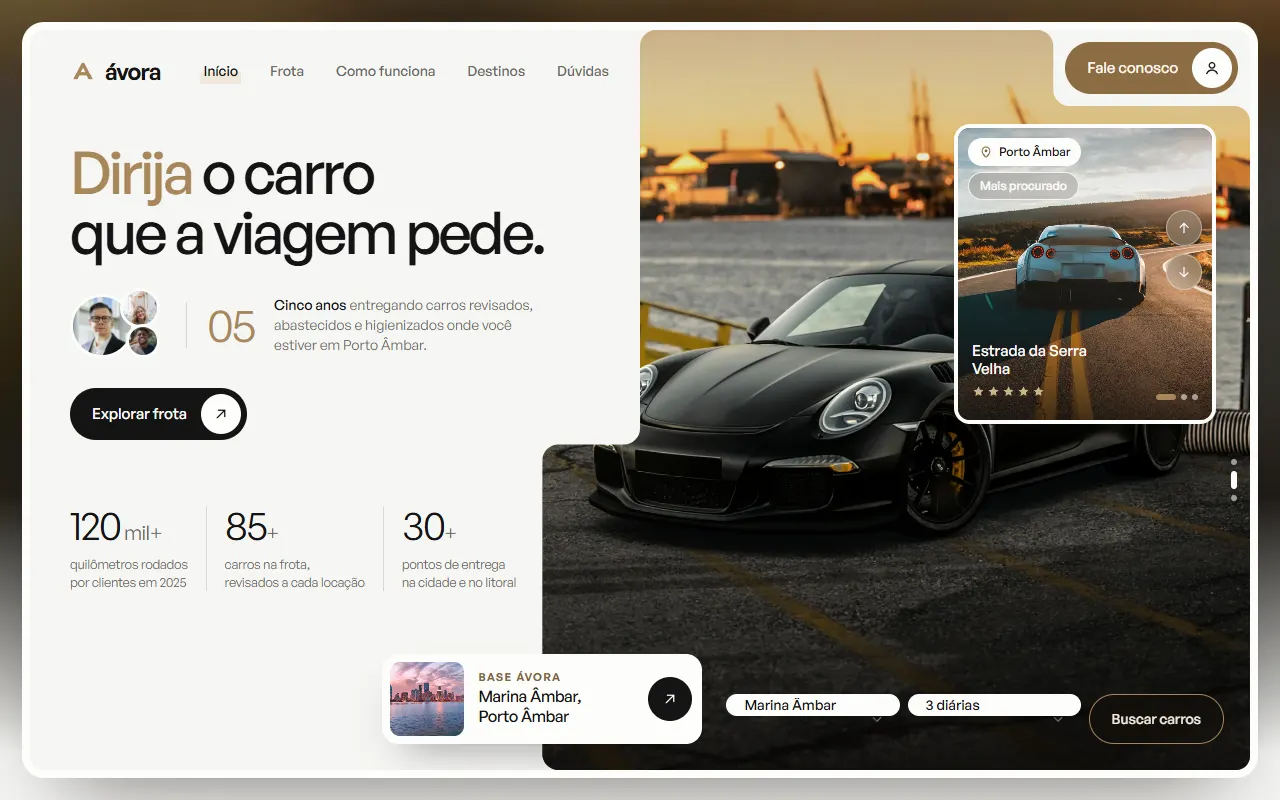 ávora
Início
Frota
Como funciona
Destinos
Dúvidas
Fale conosco
Dirija o carro
que a viagem pede.
05
Cinco anos entregando carros revisados,
abastecidos e higienizados onde você
estiver em Porto Âmbar.
Explorar frota
120 mil+
quilômetros rodados
por clientes em 2025
85+
carros na frota,
revisados a cada locação
30+
pontos de entrega
na cidade e no litoral
Porto Âmbar
Mais procurado
Estrada da Serra
Velha
BASE ÁVORA
Marina Âmbar,
Porto Âmbar
Marina Âmbar
3 diárias
Buscar carros